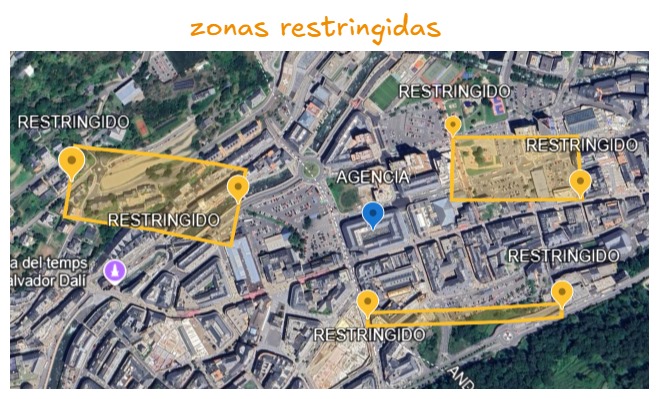 zonas restringidas
RESTRINGIDO
RESTRINGIDO
RESTRINGIDO
AGENCIA
RESTRINGIDO
a del temps
alvador Dalí
RESTRINGIDO
RESTRINGIDO
AND